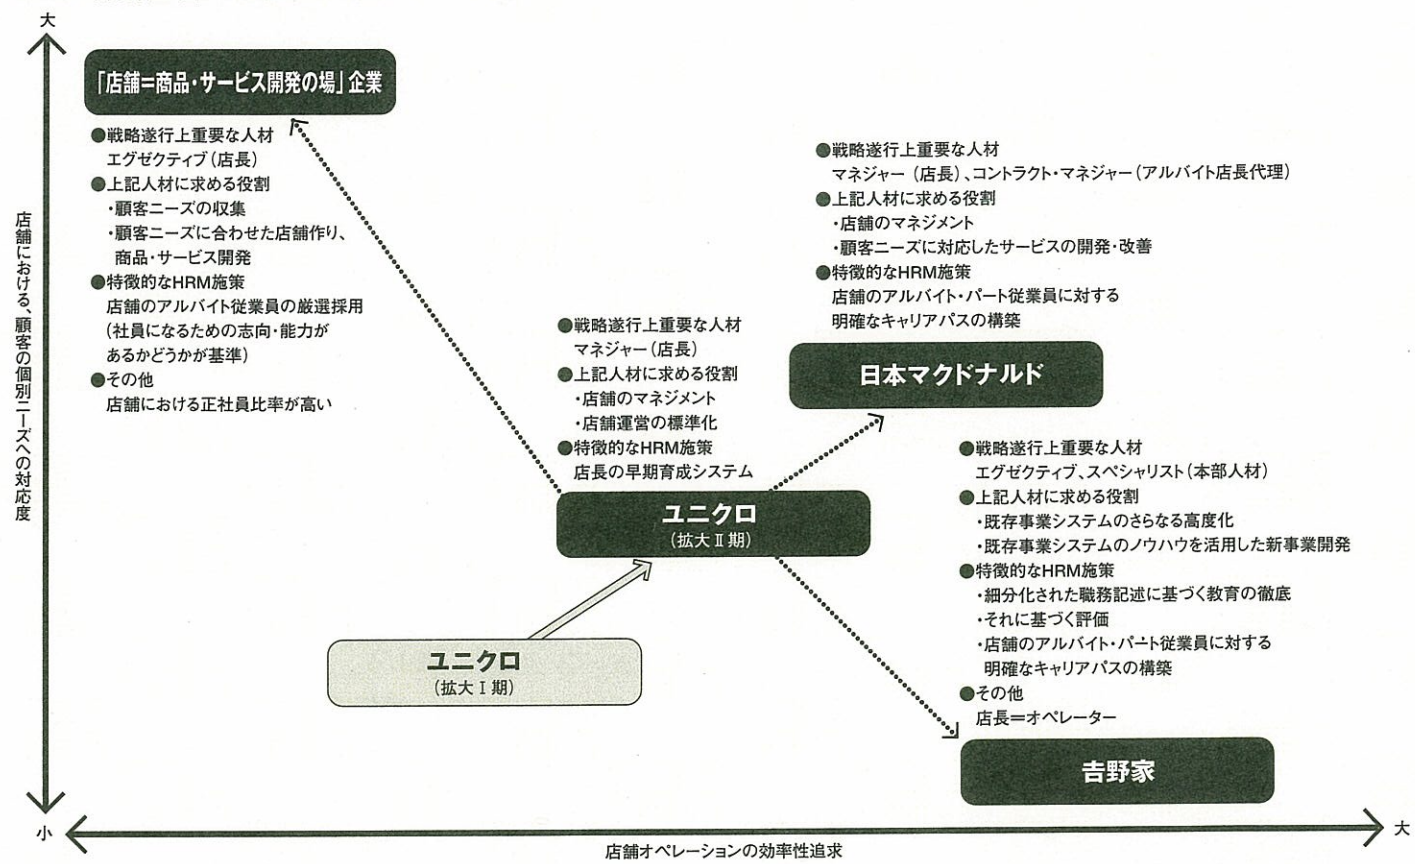 大
「店舗=商品・サービス開発の場」企業
●戦略遂行上重要な人材
エグゼクティブ(店長)
●上記人材に求める役割
・顧客ニーズの収集
・顧客ニーズに合わせた店舗作り、
商品・サービス開発
●特徴的なHRM施策
店舗のアルバイト従業員の厳選採用
(社員になるための志向・能力が
あるかどうかが基準)
●その他
店舗における正社員比率が高い
店舗における、顧客の個別ニーズへの対応度
●戦略遂行上重要な人材
マネジャー(店長)
●上記人材に求める役割
・店舗のマネジメント
・店舗運営の標準化
●特徴的なHRM施策
店長の早期育成システム
ユニクロ
(拡大Ⅱ期)
ユニクロ
(拡大Ⅰ期)
●戦略遂行上重要な人材
マネジャー(店長)、コントラクト・マネジャー(アルバイト店長代理)
●上記人材に求める役割
・店舗のマネジメント
・顧客ニーズに対応したサービスの開発・改善
●特徴的なHRM施策
店舗のアルバイト・パート従業員に対する
明確なキャリアパスの構築
日本マクドナルド
●戦略遂行上重要な人材
エグゼクティブ、スペシャリスト(本部人材)
●上記人材に求める役割
・既存事業システムのさらなる高度化
・既存事業システムのノウハウを活用した新事業開発
●特徴的なHRM施策
・細分化された職務記述に基づく教育の徹底
・それに基づく評価
・店舗のアルバイト・パート従業員に対する
明確なキャリアパスの構築
●その他
店長=オペレーター
吉野家
小
大
店舗オペレーションの効率性追求